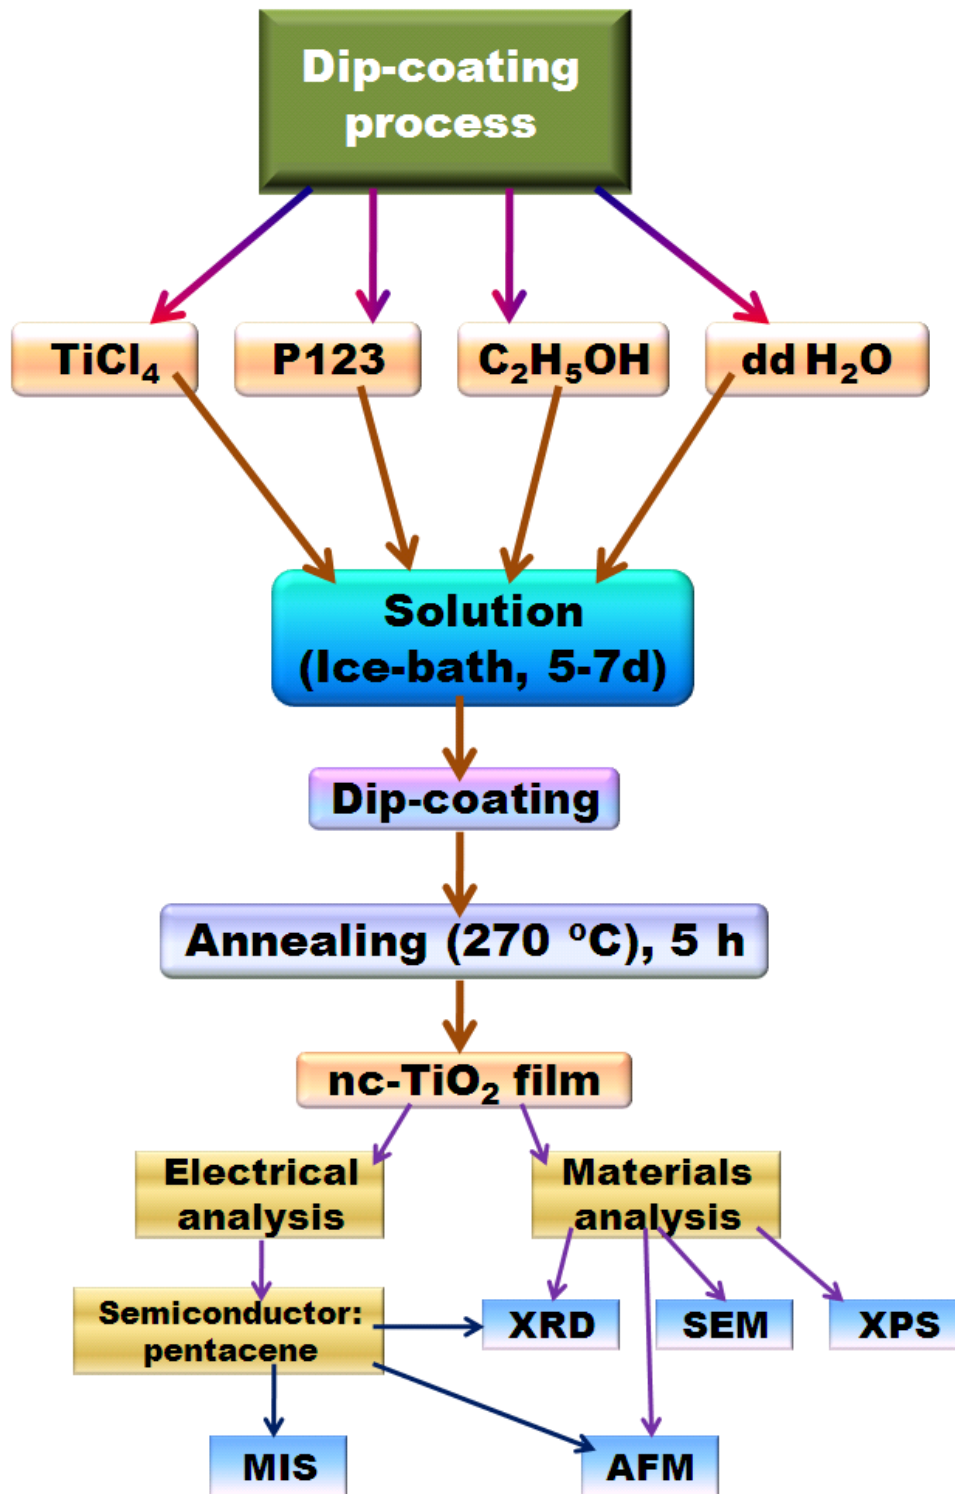 Dip-coating
process
TiCl₄
P123
C₂H₅OH
dd H₂O
Solution
(Ice-bath, 5-7d)
Dip-coating
Annealing (270 ºC), 5 h
nc-TiO₂ film
Electrical
analysis
Materials
analysis
Semiconductor:
pentacene
XRD
SEM
XPS
MIS
AFM